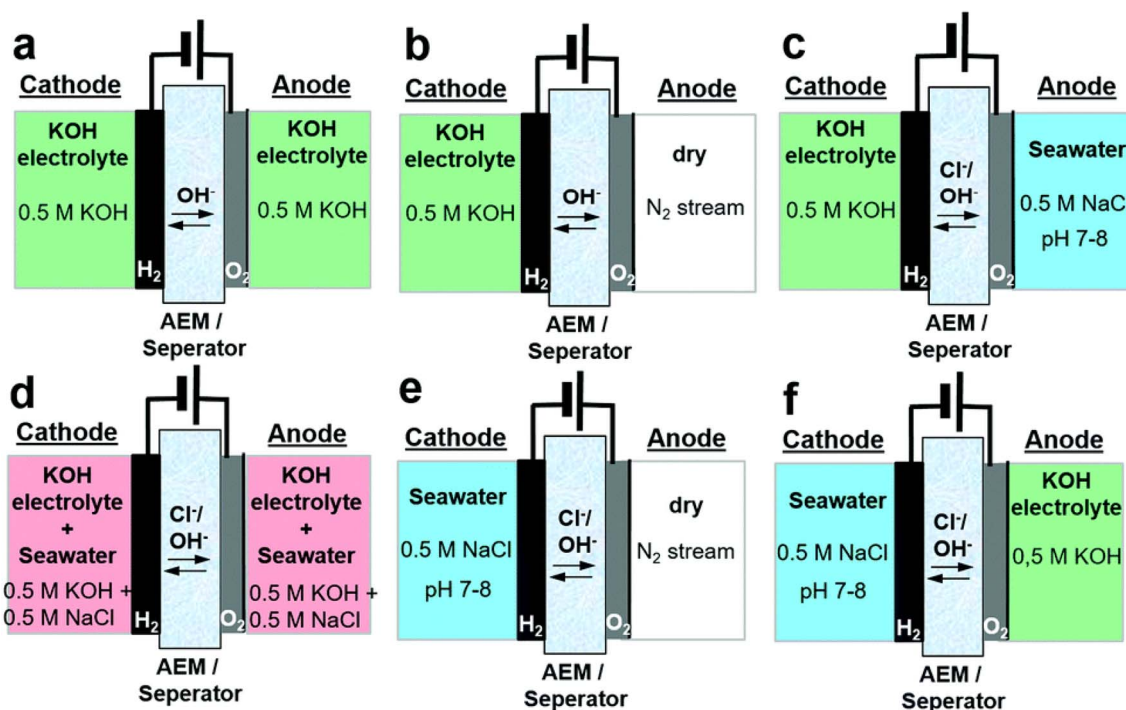 a
Cathode
Anode
KOH
electrolyte
0.5 M KOH
OH-
KOH
electrolyte
0.5 M KOH
H2
O2
AEM /
Seperator
b
Cathode
Anode
KOH
electrolyte
0.5 M KOH
OH-
dry
N2 stream
H2
O2
AEM /
Seperator
c
Cathode
Anode
KOH
electrolyte
0.5 M KOH
Cl-/
OH-
Seawater
0.5 M NaC
pH 7-8
H2
O2
AEM /
Seperator
d
Cathode
Anode
KOH
electrolyte
+
Seawater
0.5 M KOH +
0.5 M NaCl
Cl-/
OH-
KOH
electrolyte
+
Seawater
0.5 M KOH +
0.5 M NaCl
H2
O2
AEM /
Seperator
e
Cathode
Anode
Seawater
0.5 M NaCl
pH 7-8
Cl-/
OH-
dry
N2 stream
H2
O2
AEM /
Seperator
f
Cathode
Anode
Seawater
0.5 M NaCl
pH 7-8
Cl-/
OH-
KOH
electrolyte
0,5 M KOH
H2
O2
AEM /
Seperator